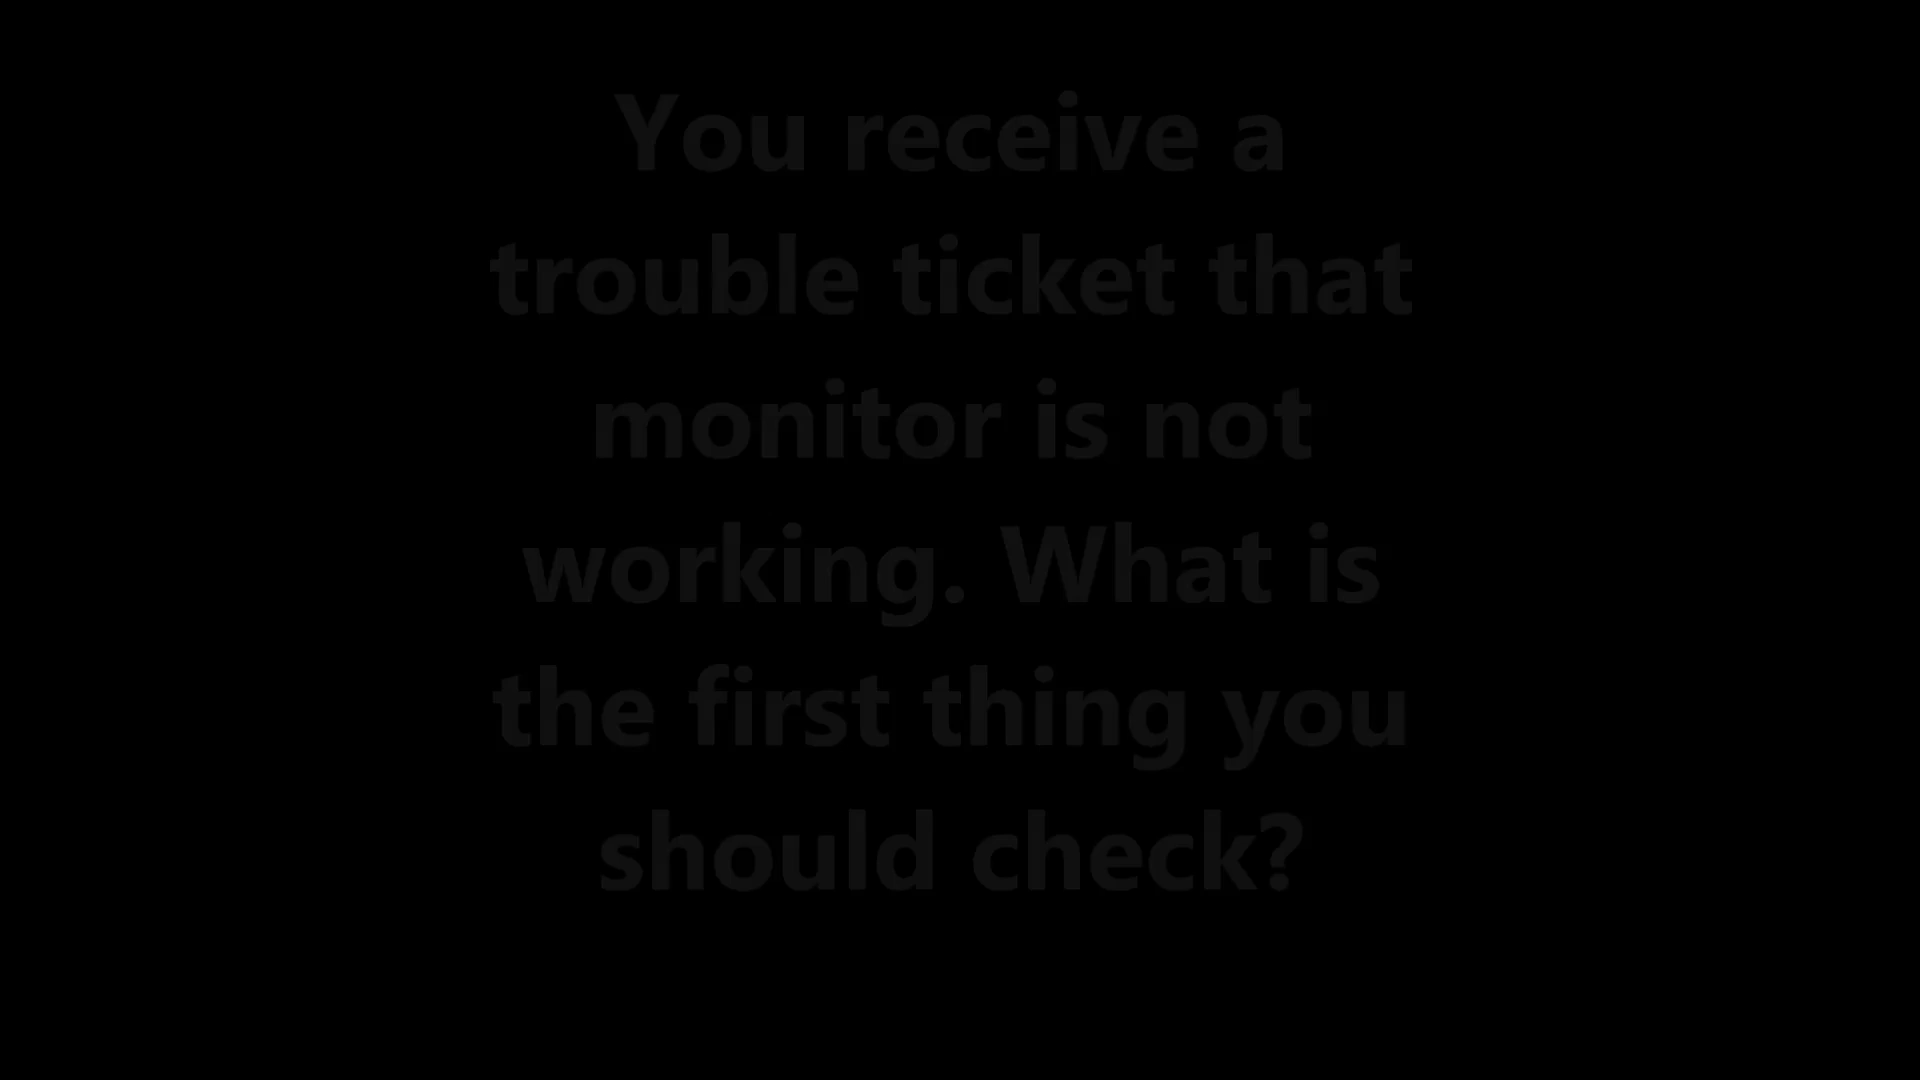 You receive a
trouble ticket that
monitor is not
working. What is
the first thing you
should check?